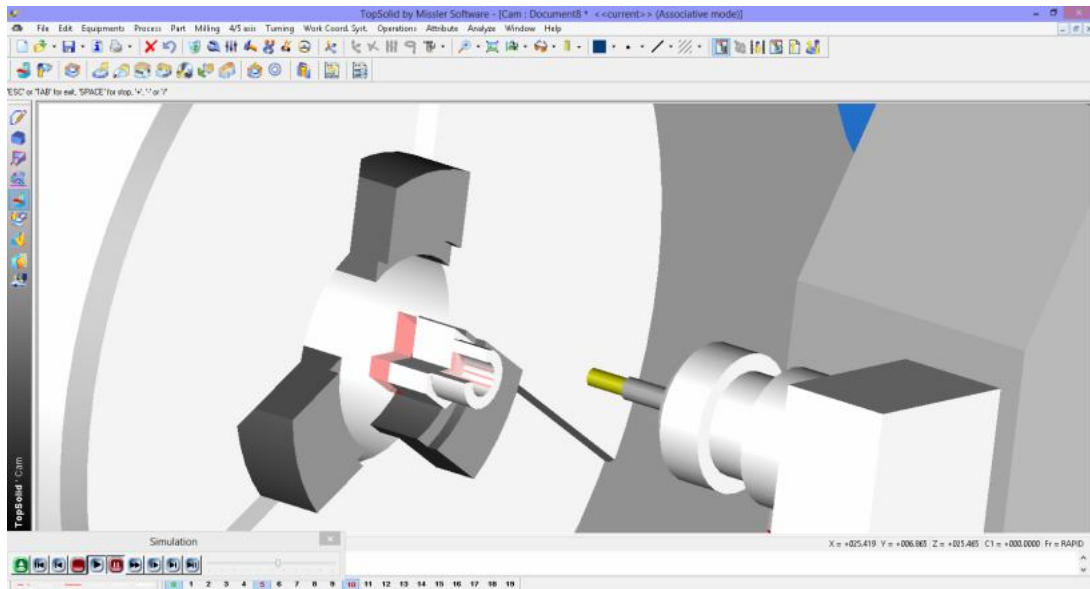 TopSolid by Missler Software - [Cam : Document8 * <<current>> (Associative mode)]
File Edit Equipments Process Part Milling 4/5 axis Turning Work Coord. Syst. Operations Attribute Analyze Window Help
'ESC' or 'TAB' for exit, 'SPACE' for stop, '+', '-' or '/'
TopSolid'Cam
Simulation
X = +025.419 Y = +006.865 Z = +025.465 C1 = +000.0000 Fr = RAPID
0 1 2 3 4 5 6 7 8 9 10 11 12 13 14 15 16 17 18 19